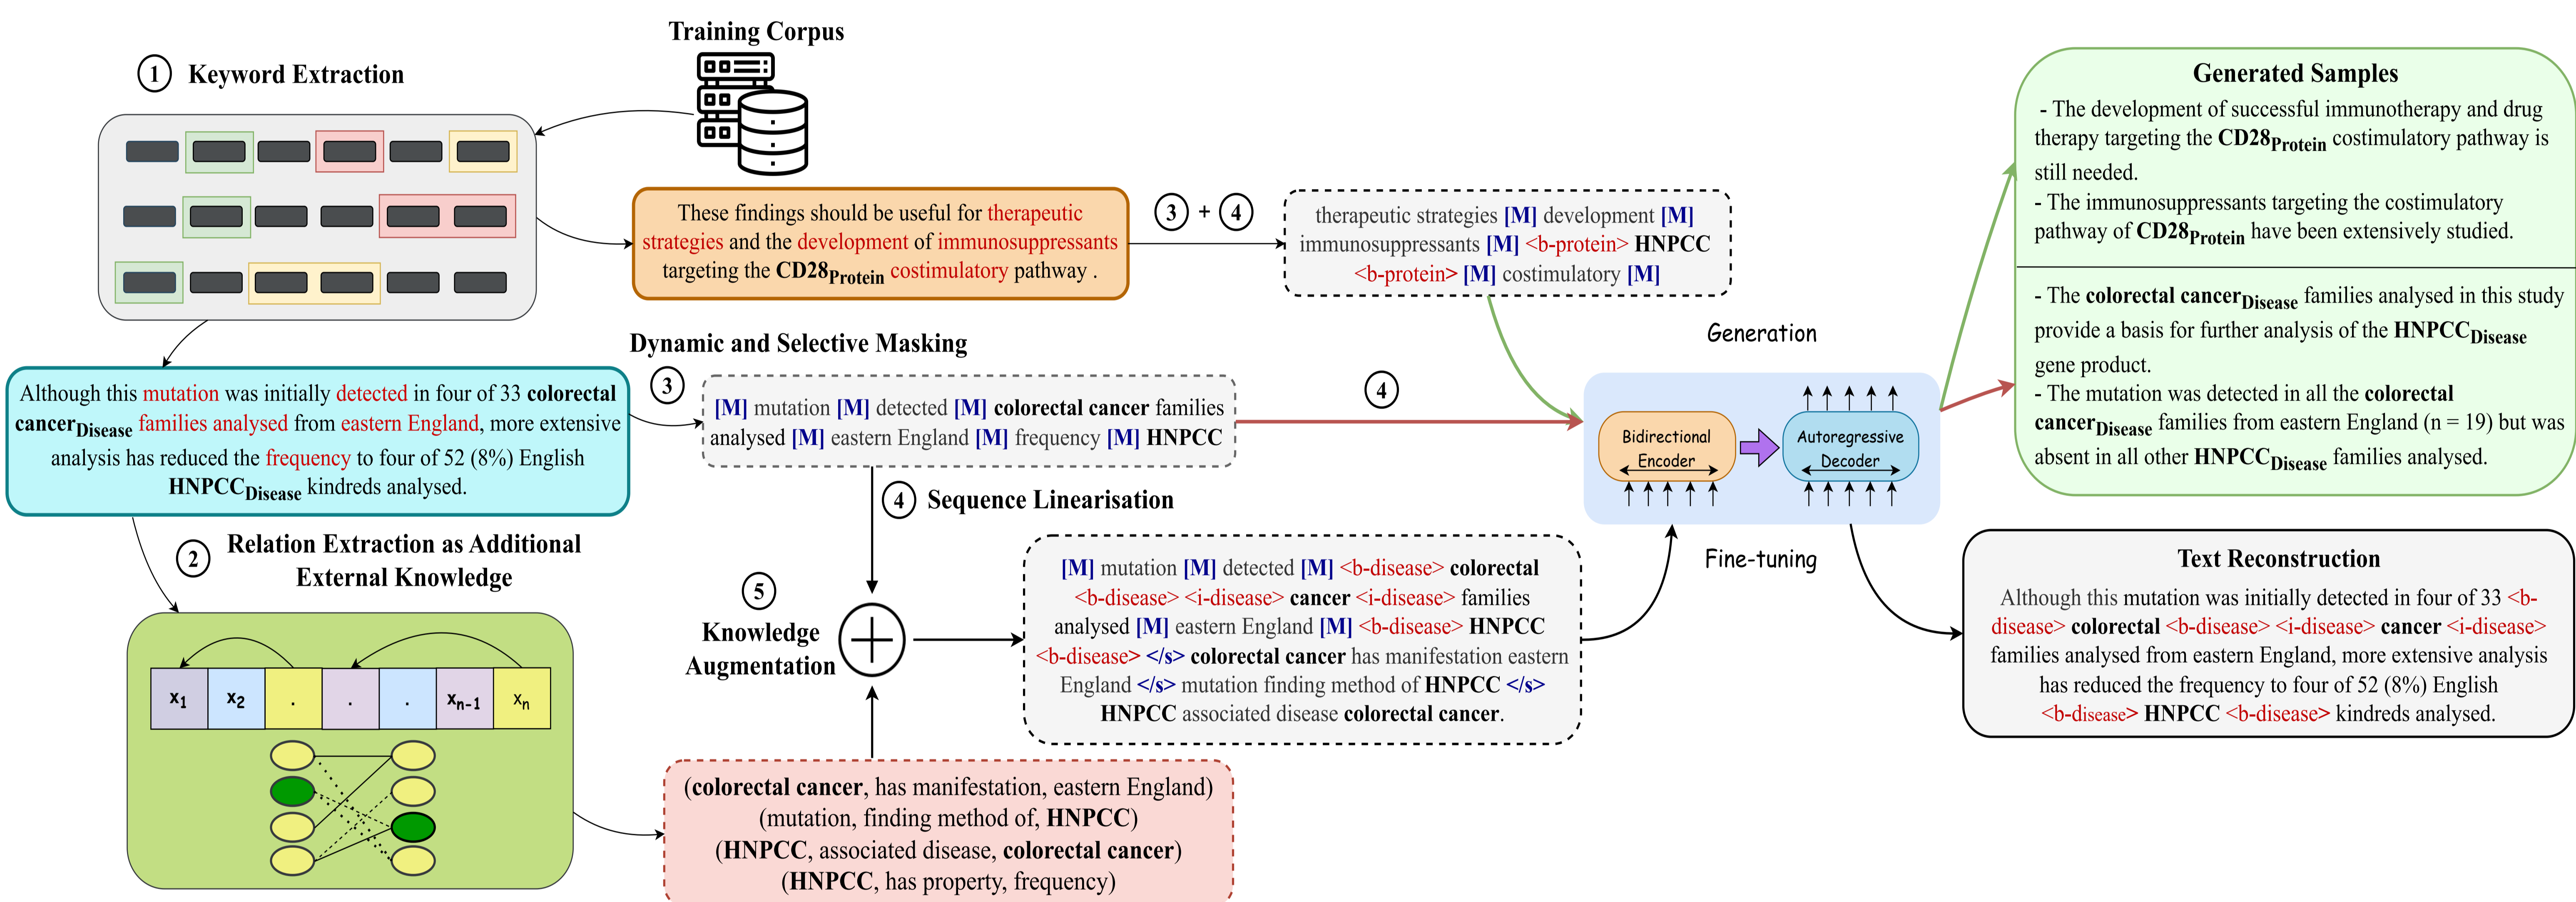 Training Corpus
1 Keyword Extraction
These findings should be useful for therapeutic
strategies and the development of immunosuppressants
targeting the CD28Protein costimulatory pathway .
3 + 4
therapeutic strategies [M] development [M]
immunosuppressants [M] <b-protein> HNPCC
<b-protein> [M] costimulatory [M]
Although this mutation was initially detected in four of 33 colorectal
cancerDisease families analysed from eastern England, more extensive
analysis has reduced the frequency to four of 52 (8%) English
HNPCCDisease kindreds analysed.
Dynamic and Selective Masking
3
[M] mutation [M] detected [M] colorectal cancer families
analysed [M] eastern England [M] frequency [M] HNPCC
4
4 Sequence Linearisation
2 Relation Extraction as Additional
External Knowledge
x1 x2 . . . xn-1 xn
(colorectal cancer, has manifestation, eastern England)
(mutation, finding method of, HNPCC)
(HNPCC, associated disease, colorectal cancer)
(HNPCC, has property, frequency)
5
Knowledge
Augmentation
[M] mutation [M] detected [M] <b-disease> colorectal
<b-disease> <i-disease> cancer <i-disease> families
analysed [M] eastern England [M] <b-disease> HNPCC
<b-disease> </s> colorectal cancer has manifestation eastern
England </s> mutation finding method of HNPCC </s>
HNPCC associated disease colorectal cancer.
Generation
Bidirectional
Encoder
Autoregressive
Decoder
Fine-tuning
Generated Samples
- The development of successful immunotherapy and drug
therapy targeting the CD28Protein costimulatory pathway is
still needed.
- The immunosuppressants targeting the costimulatory
pathway of CD28Protein have been extensively studied.
- The colorectal cancerDisease families analysed in this study
provide a basis for further analysis of the HNPCCDisease
gene product.
- The mutation was detected in all the colorectal
cancerDisease families from eastern England (n = 19) but was
absent in all other HNPCCDisease families analysed.
Text Reconstruction
Although this mutation was initially detected in four of 33 <b-
disease> colorectal <b-disease> <i-disease> cancer <i-disease>
families analysed from eastern England, more extensive analysis
has reduced the frequency to four of 52 (8%) English
<b-disease> HNPCC <b-disease> kindreds analysed.